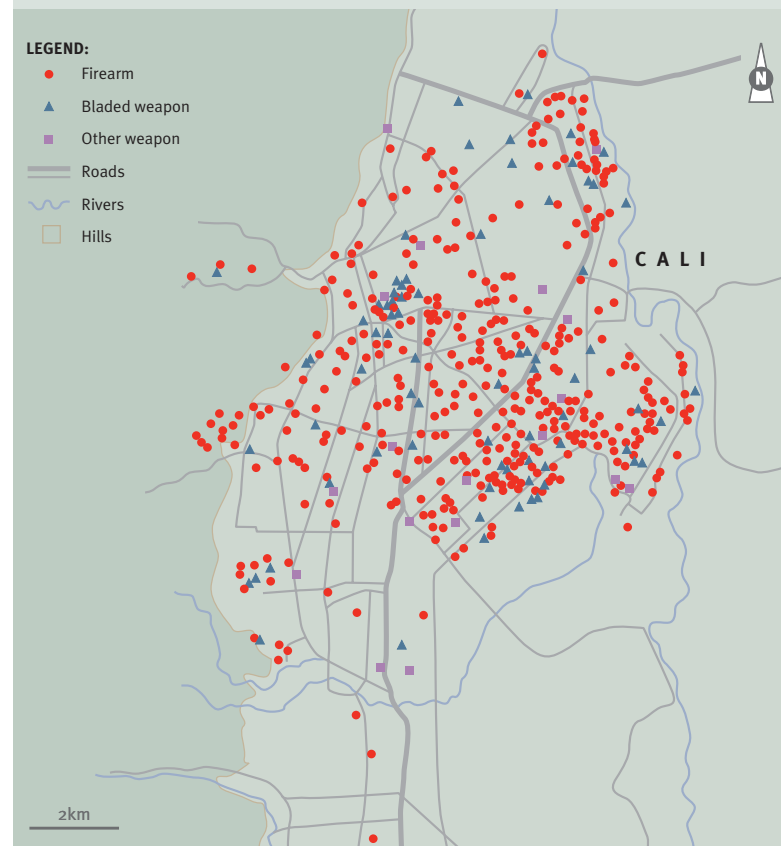 LEGEND:
Firearm
Bladed weapon
Other weapon
Roads
Rivers
Hills
N
CALI
2km